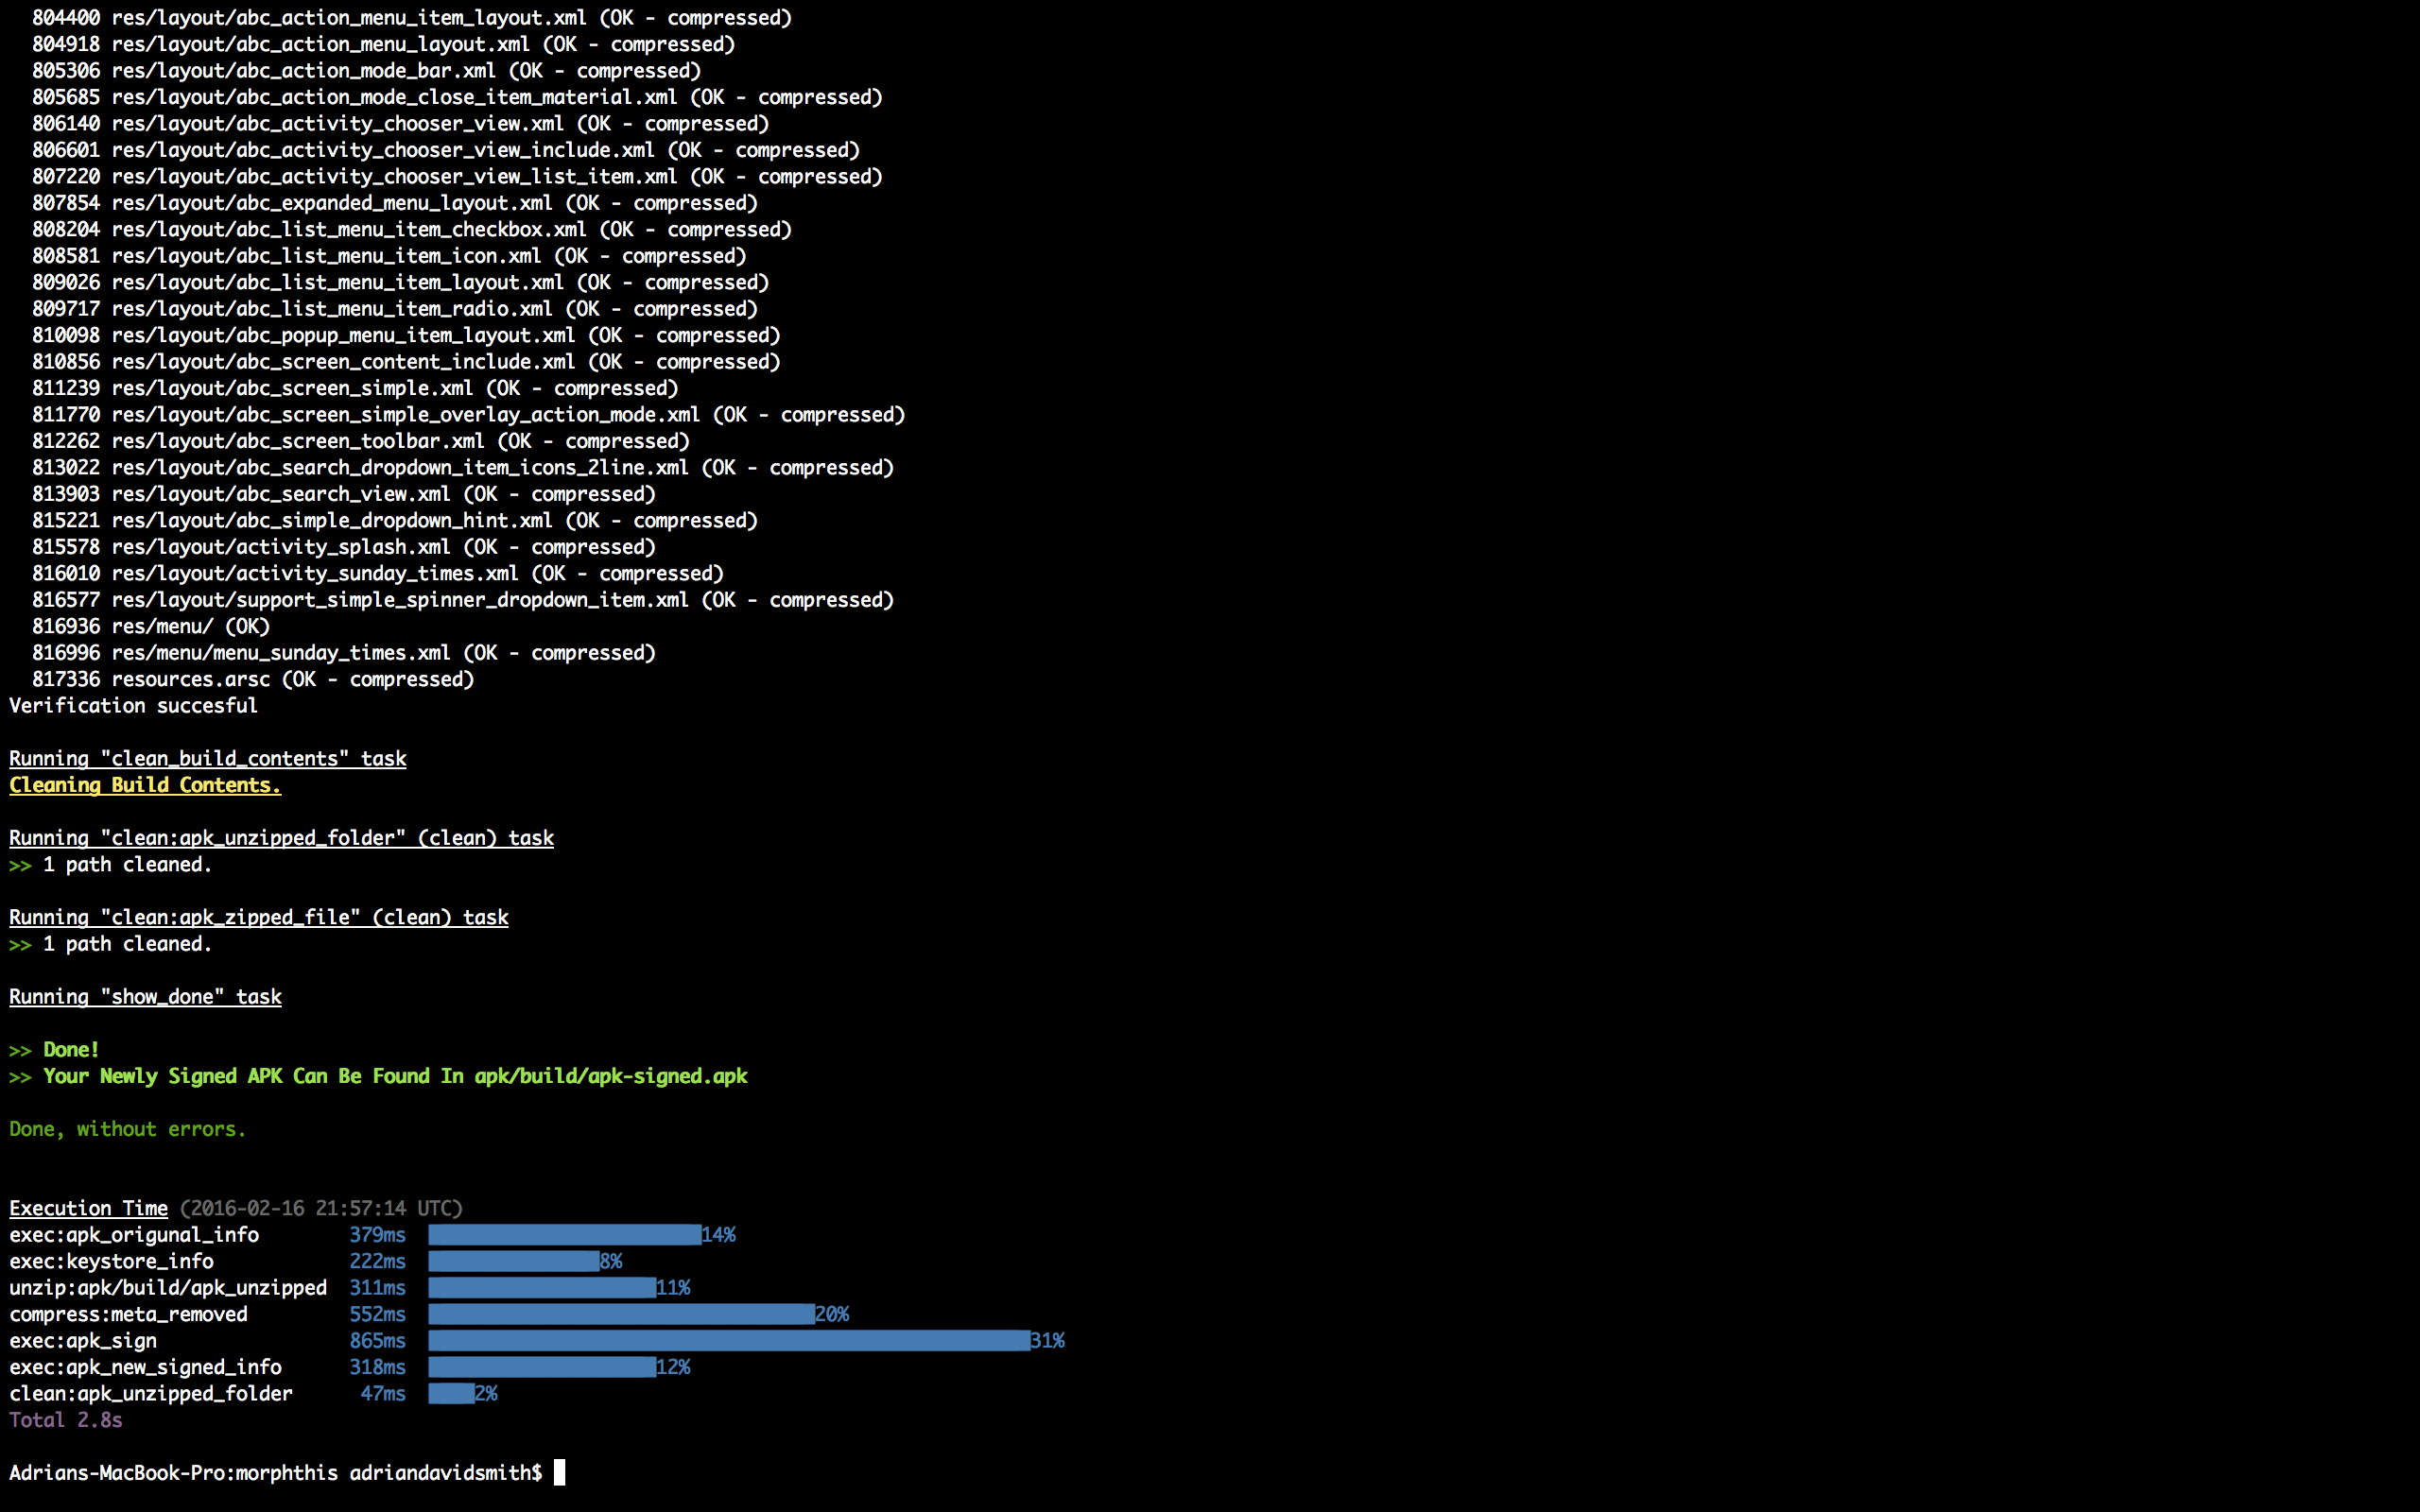 804400 res/layout/abc_action_menu_item_layout.xml (OK - compressed)
804918 res/layout/abc_action_menu_layout.xml (OK - compressed)
805306 res/layout/abc_action_mode_bar.xml (OK - compressed)
805685 res/layout/abc_action_mode_close_item_material.xml (OK - compressed)
806140 res/layout/abc_activity_chooser_view.xml (OK - compressed)
806601 res/layout/abc_activity_chooser_view_include.xml (OK - compressed)
807220 res/layout/abc_activity_chooser_view_list_item.xml (OK - compressed)
807854 res/layout/abc_expanded_menu_layout.xml (OK - compressed)
808204 res/layout/abc_list_menu_item_checkbox.xml (OK - compressed)
808581 res/layout/abc_list_menu_item_icon.xml (OK - compressed)
809026 res/layout/abc_list_menu_item_layout.xml (OK - compressed)
809717 res/layout/abc_list_menu_item_radio.xml (OK - compressed)
810098 res/layout/abc_popup_menu_item_layout.xml (OK - compressed)
810856 res/layout/abc_screen_content_include.xml (OK - compressed)
811239 res/layout/abc_screen_simple.xml (OK - compressed)
811770 res/layout/abc_screen_simple_overlay_action_mode.xml (OK - compressed)
812262 res/layout/abc_screen_toolbar.xml (OK - compressed)
813022 res/layout/abc_search_dropdown_item_icons_2line.xml (OK - compressed)
813903 res/layout/abc_search_view.xml (OK - compressed)
815221 res/layout/abc_simple_dropdown_hint.xml (OK - compressed)
815578 res/layout/activity_splash.xml (OK - compressed)
816010 res/layout/activity_sunday_times.xml (OK - compressed)
816577 res/layout/support_simple_spinner_dropdown_item.xml (OK - compressed)
816936 res/menu/ (OK)
816996 res/menu/menu_sunday_times.xml (OK - compressed)
817336 resources.arsc (OK - compressed)
Verification succesful
Running "clean_build_contents" task
Cleaning Build Contents.
Running "clean:apk_unzipped_folder" (clean) task
>> 1 path cleaned.
Running "clean:apk_zipped_file" (clean) task
>> 1 path cleaned.
Running "show_done" task
>> Done!
>> Your Newly Signed APK Can Be Found In apk/build/apk-signed.apk
Done, without errors.
Execution Time (2016-02-16 21:57:14 UTC)
exec:apk_origunal_info 379ms 14%
exec:keystore_info 222ms 8%
unzip:apk/build/apk_unzipped 311ms 11%
compress:meta_removed 552ms 20%
exec:apk_sign 865ms 31%
exec:apk_new_signed_info 318ms 12%
clean:apk_unzipped_folder 47ms 2%
Total 2.8s
Adrians-MacBook-Pro:morphthis adriandavidsmith$